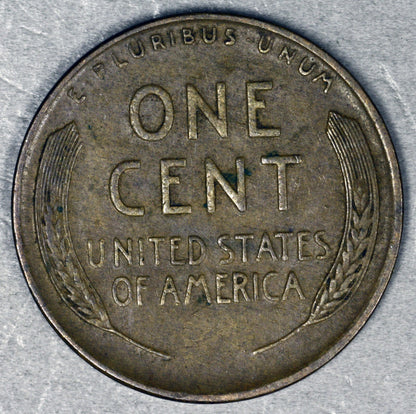 E·PLURIBUS·UNUM
ONE
CENT
UNITED STATES
OF AMERICA